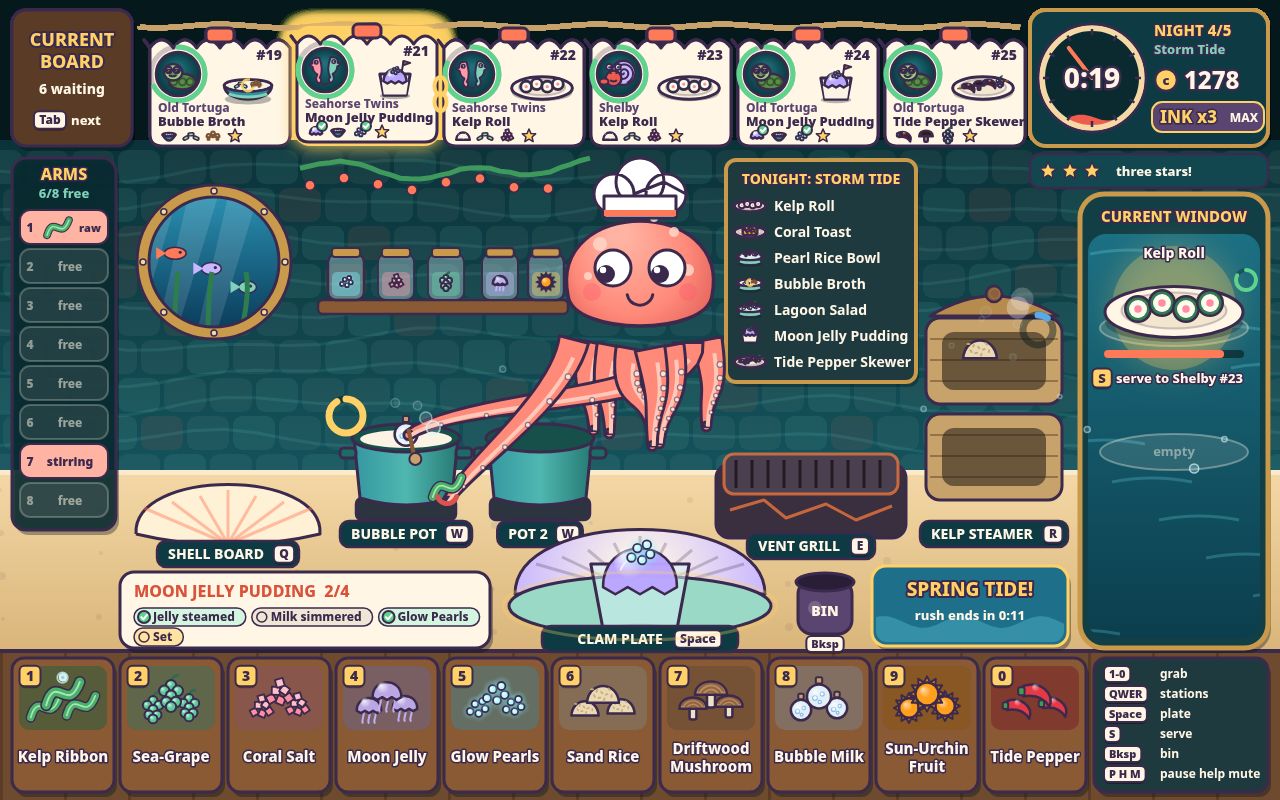 CURRENT
BOARD
6 waiting
Tab next
#19
Old Tortuga
Bubble Broth
#21
Seahorse Twins
Moon Jelly Pudding
#22
Seahorse Twins
Kelp Roll
#23
Shelby
Kelp Roll
#24
Old Tortuga
Moon Jelly Pudding
#25
Old Tortuga
Tide Pepper Skewer
0:19
NIGHT 4/5
Storm Tide
c 1278
INK x3 MAX
three stars!
ARMS
6/8 free
1 raw
2 free
3 free
4 free
5 free
6 free
7 stirring
8 free
TONIGHT: STORM TIDE
Kelp Roll
Coral Toast
Pearl Rice Bowl
Bubble Broth
Lagoon Salad
Moon Jelly Pudding
Tide Pepper Skewer
CURRENT WINDOW
Kelp Roll
S serve to Shelby #23
empty
SHELL BOARD Q
BUBBLE POT W
POT 2 W
VENT GRILL E
KELP STEAMER R
MOON JELLY PUDDING 2/4
Jelly steamed
Milk simmered
Glow Pearls
Set
CLAM PLATE Space
BIN
Bksp
SPRING TIDE!
rush ends in 0:11
1
Kelp Ribbon
2
Sea-Grape
3
Coral Salt
4
Moon Jelly
5
Glow Pearls
6
Sand Rice
7
Driftwood
Mushroom
8
Bubble Milk
9
Sun-Urchin
Fruit
0
Tide Pepper
1-0 grab
QWER stations
Space plate
S serve
Bksp bin
P H M pause help mute